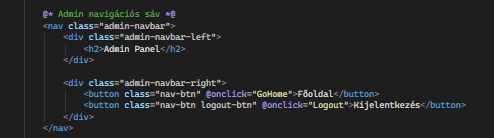 @* Admin navigációs sáv *@
<nav class="admin-navbar">
<div class="admin-navbar-left">
<h2>Admin Panel</h2>
</div>
<div class="admin-navbar-right">
<button class="nav-btn" @onclick="GoHome">Főoldal</button>
<button class="nav-btn logout-btn" @onclick="Logout">Kijelentkezés</button>
</div>
</nav>